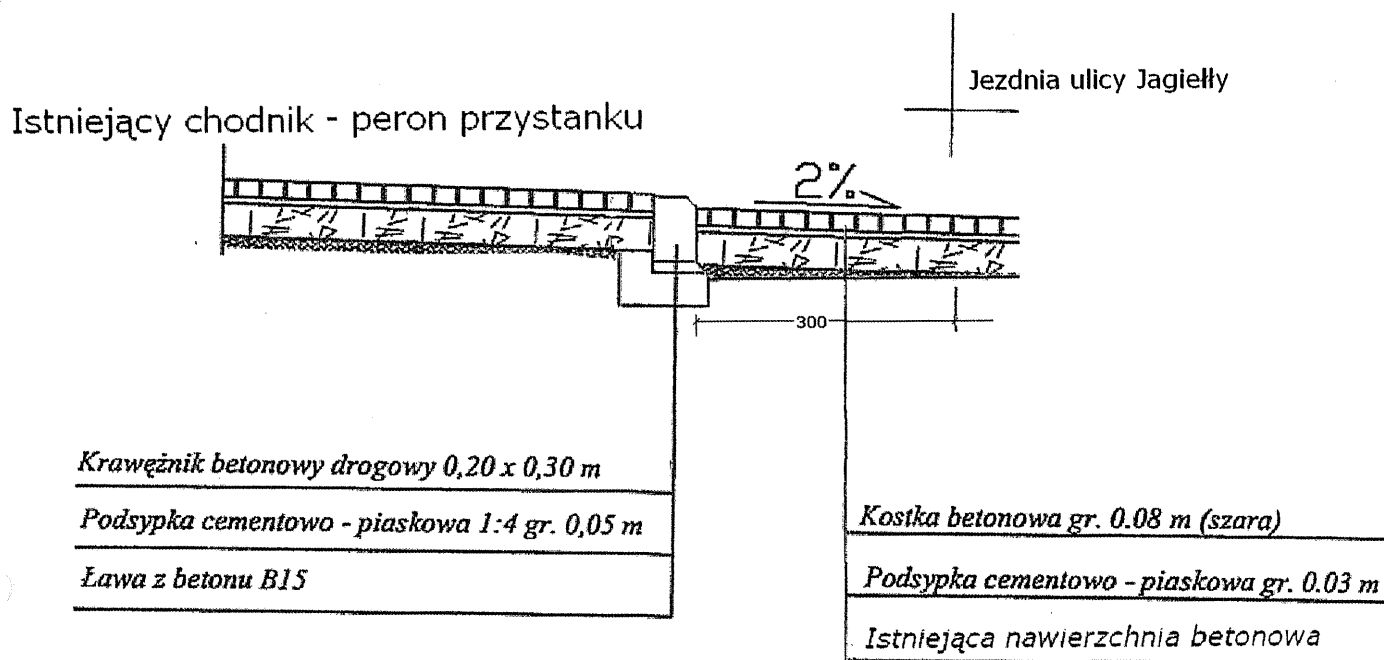 Jezdnia ulicy Jagiełły
Istniejący chodnik - peron przystanku
2%
300
Krawężnik betonowy drogowy 0,20 x 0,30 m
Podsypka cementowo - piaskowa 1:4 gr. 0,05 m
Ława z betonu B15
Kostka betonowa gr. 0.08 m (szara)
Podsypka cementowo - piaskowa gr. 0.03 m
Istniejąca nawierzchnia betonowa